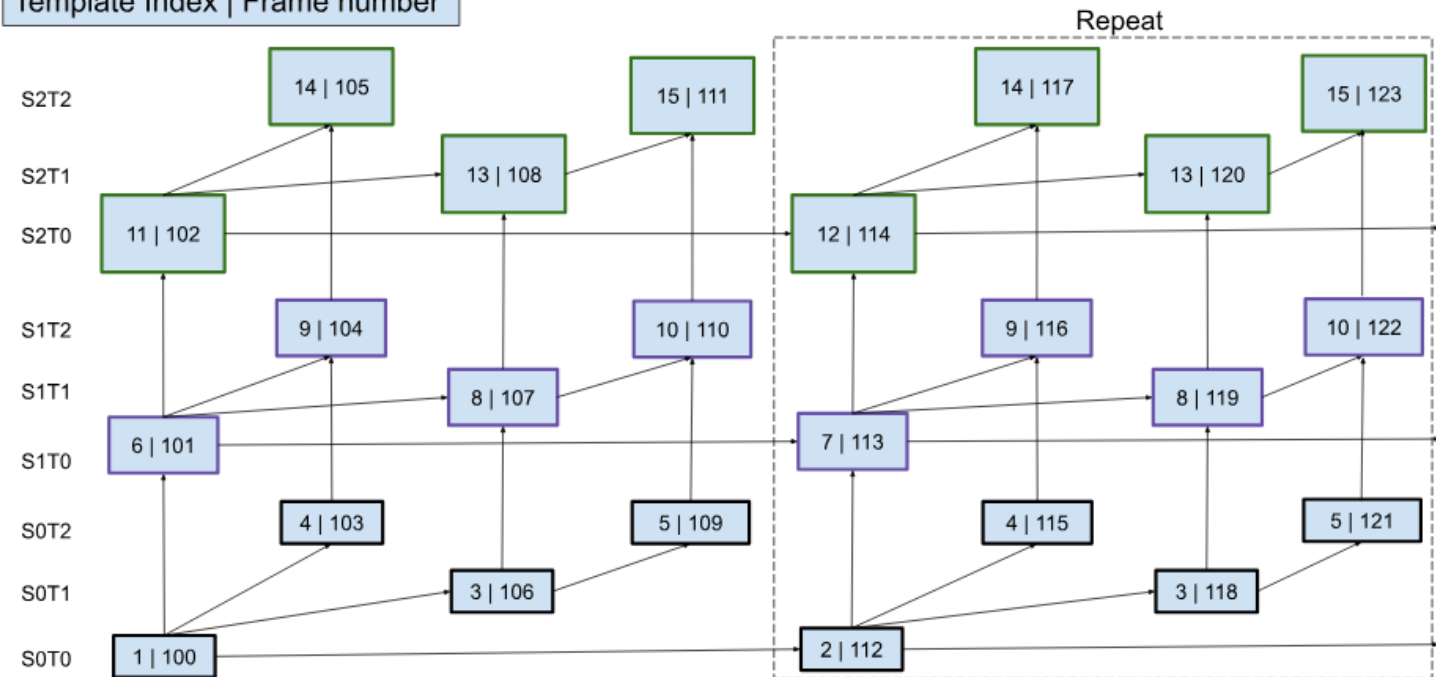 Template Index | Frame number
Repeat
S2T2
14 | 105
15 | 111
14 | 117
15 | 123
S2T1
13 | 108
13 | 120
S2T0
11 | 102
12 | 114
S1T2
9 | 104
10 | 110
9 | 116
10 | 122
S1T1
8 | 107
8 | 119
S1T0
6 | 101
7 | 113
S0T2
4 | 103
5 | 109
4 | 115
5 | 121
S0T1
3 | 106
3 | 118
S0T0
1 | 100
2 | 112